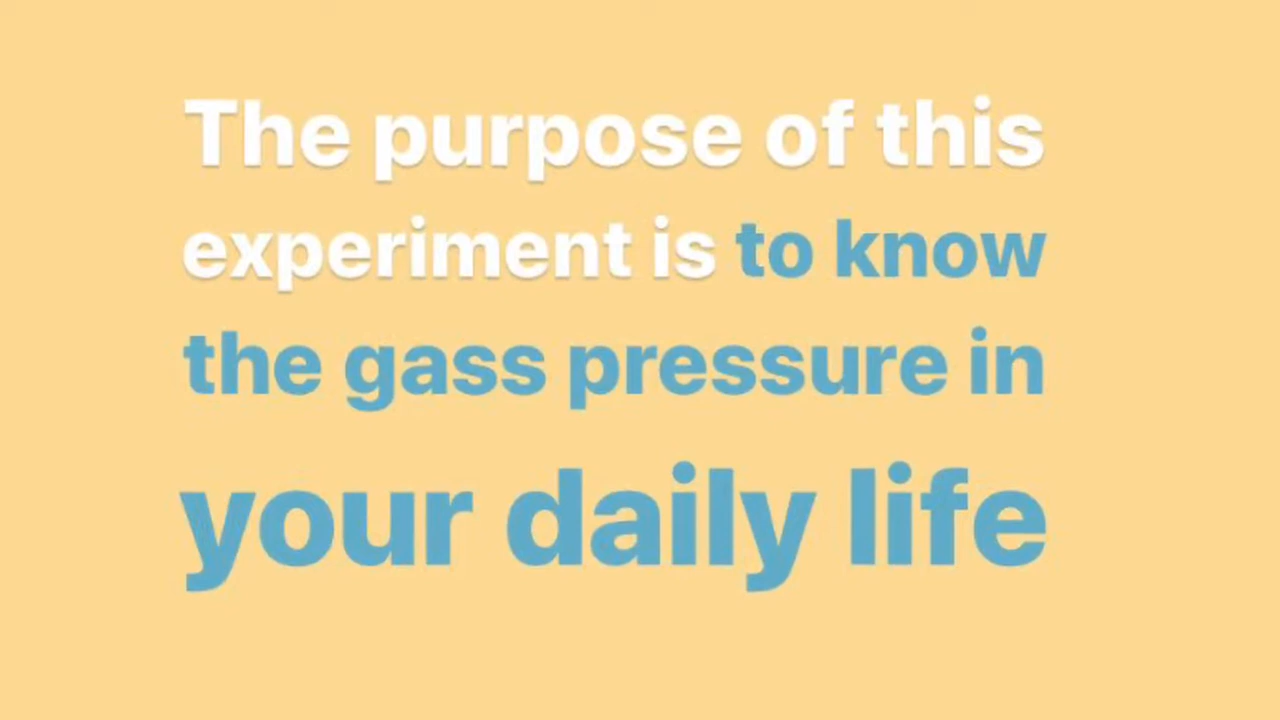 The purpose of this
experiment is to know
the gass pressure in
your daily life